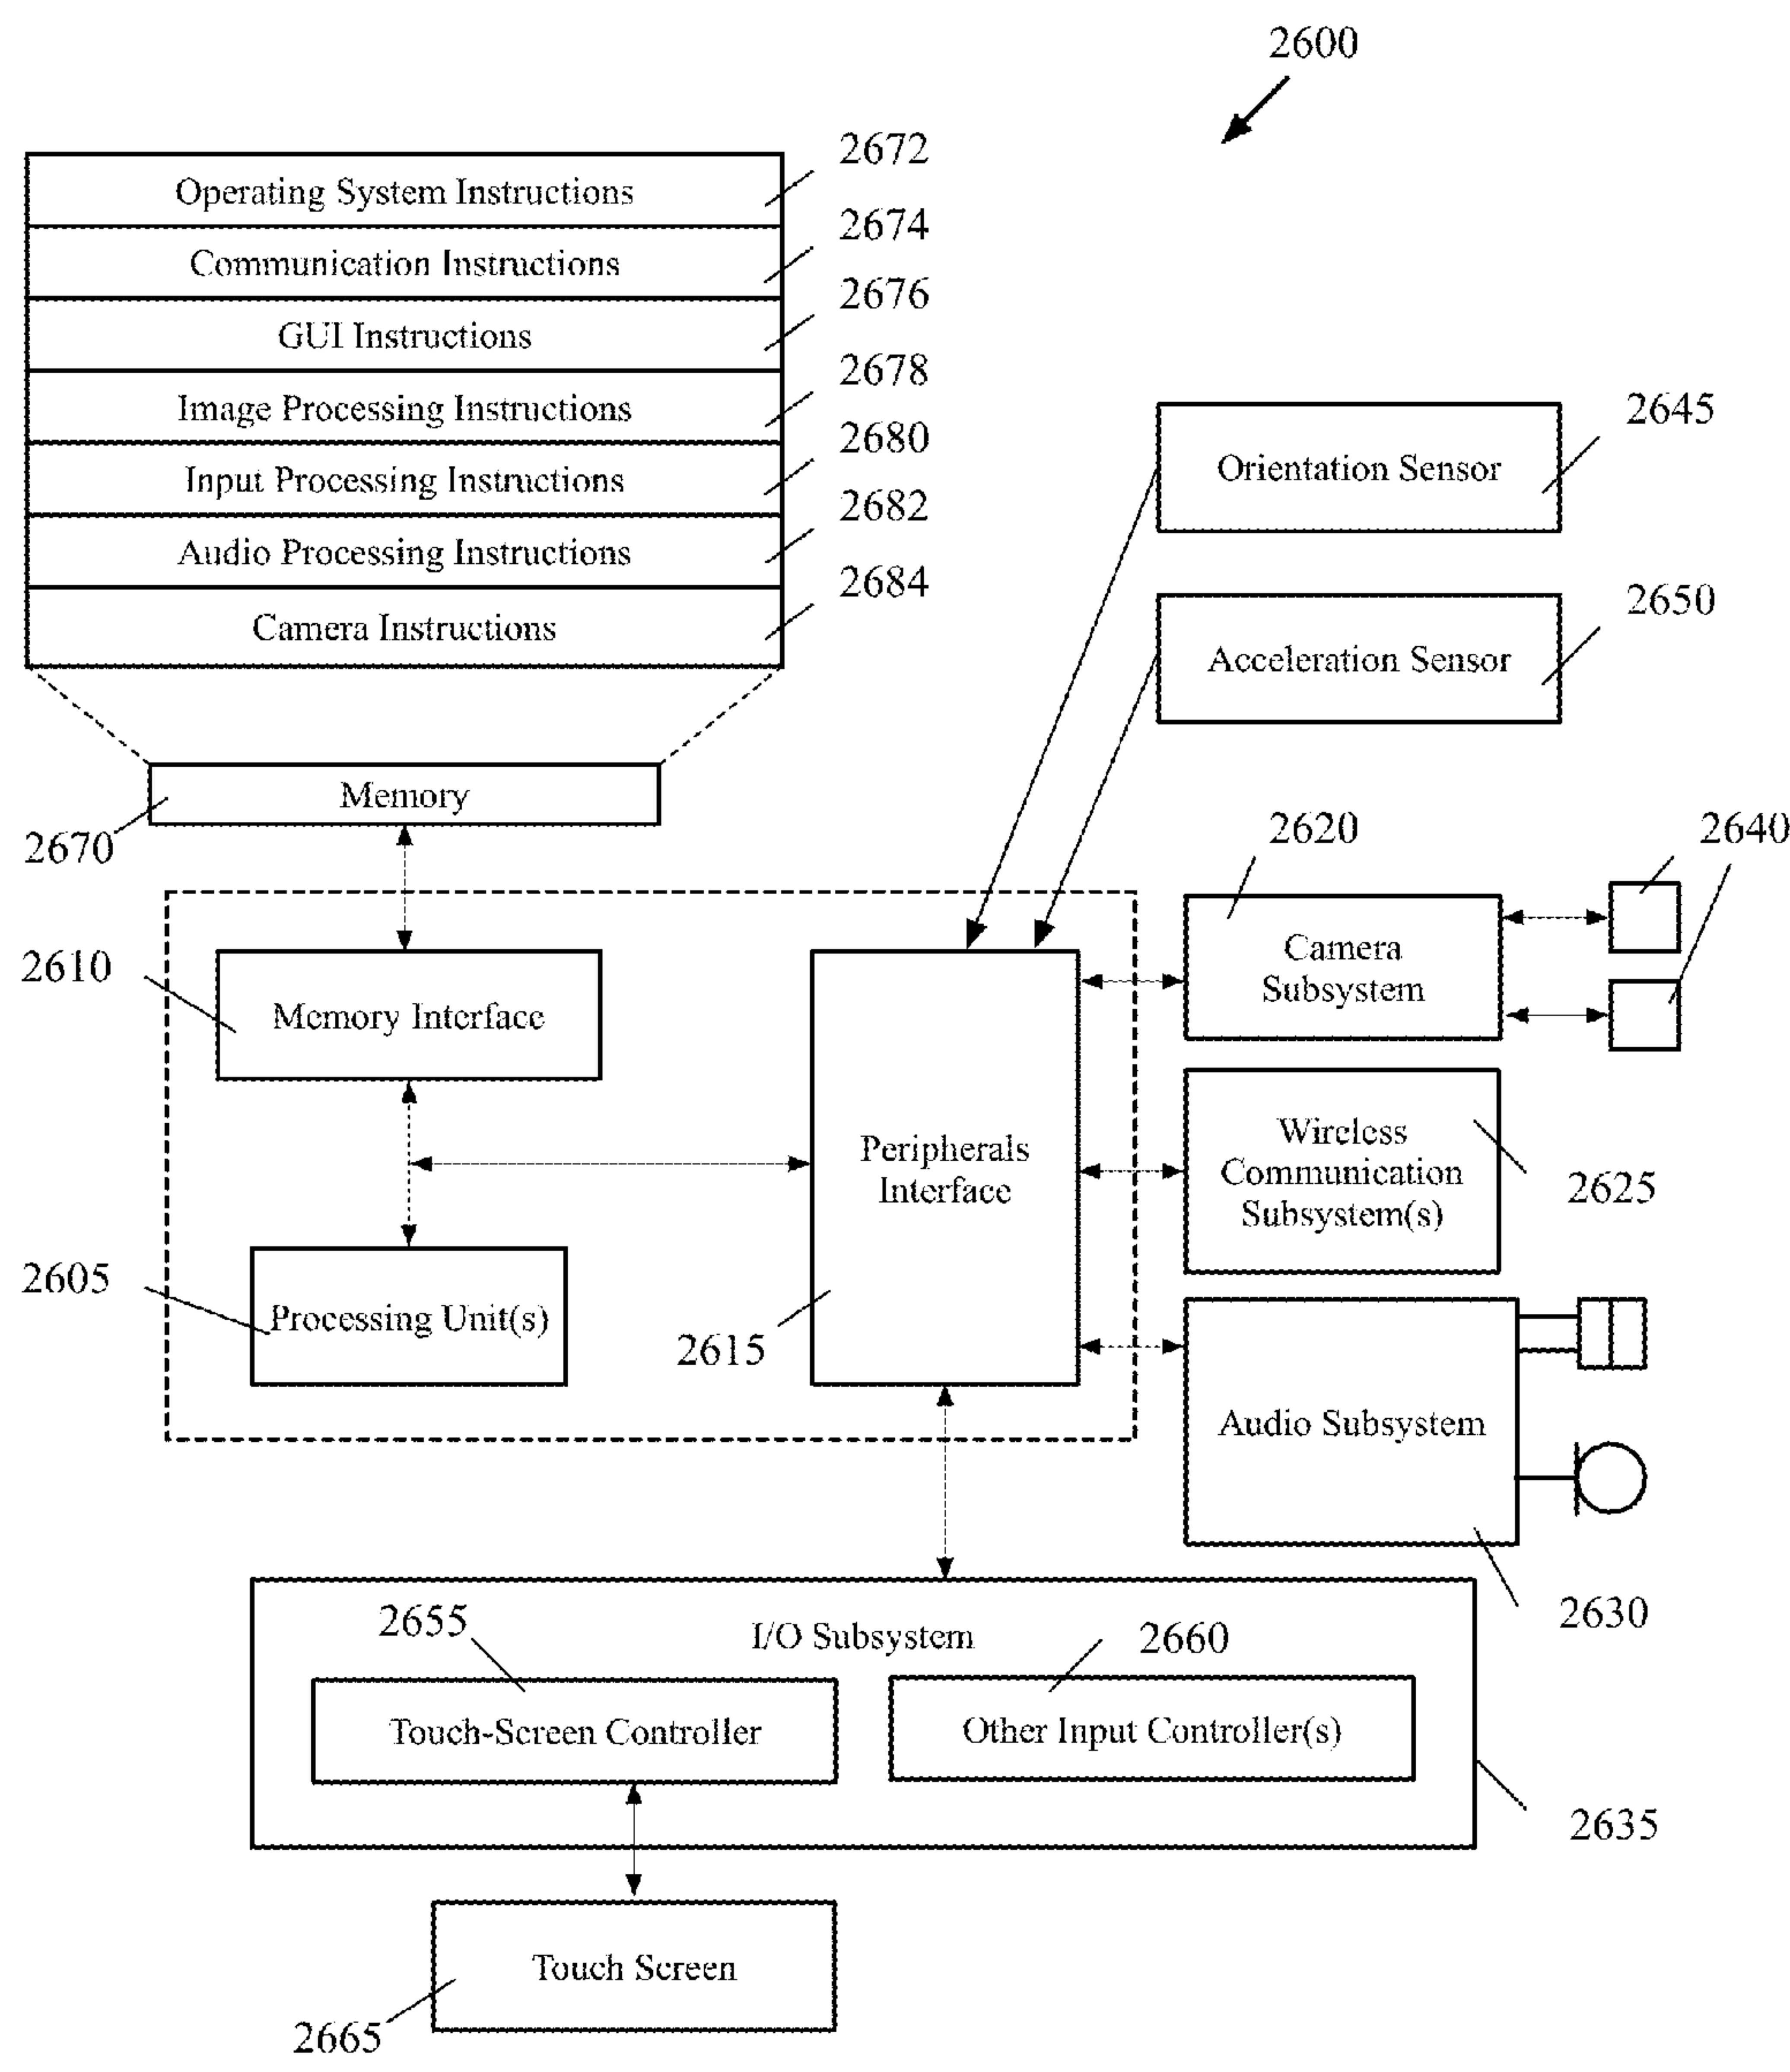 2600
2672
Operating System Instructions
2674
Communication Instructions
2676
GUI Instructions
2678
Image Processing Instructions
2680
Input Processing Instructions
2682
Audio Processing Instructions
2684
Camera Instructions
2645
Orientation Sensor
2650
Acceleration Sensor
Memory
2670
2620
2640
Camera
Subsystem
2610
Memory Interface
Peripherals
Interface
Wireless
Communication
Subsystem(s)
2625
2605
Processing Unit(s)
2615
Audio Subsystem
2630
I/O Subsystem
2655
2660
Touch-Screen Controller
Other Input Controller(s)
2635
Touch Screen
2665